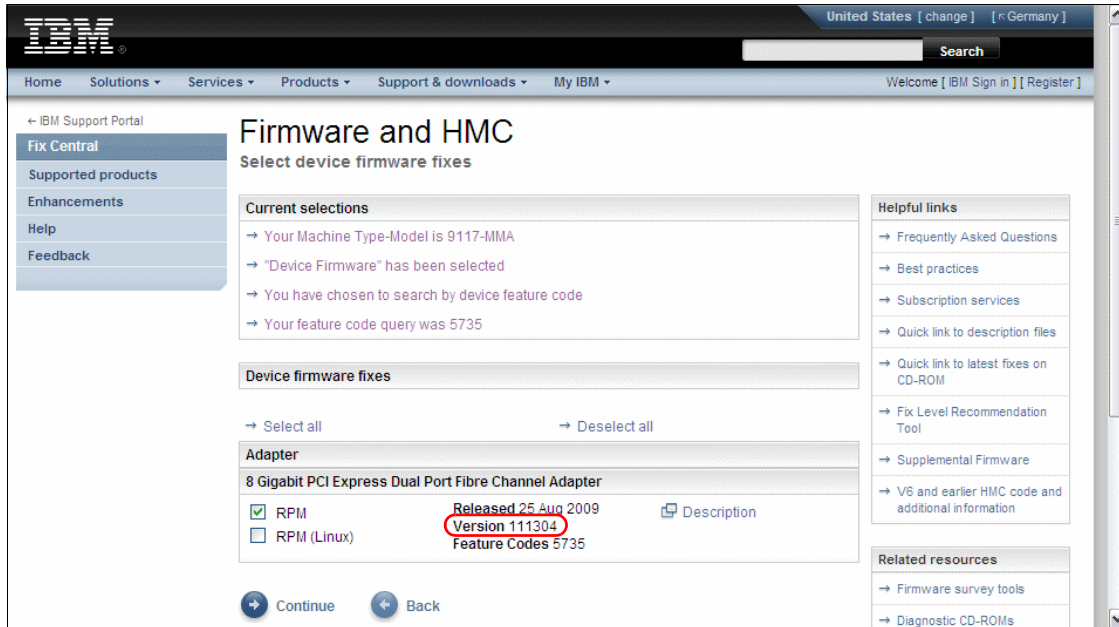 United States [ change ] [ Germany ]
IBM ®
Search
Home Solutions Services Products Support & downloads My IBM Welcome [ IBM Sign in ] [ Register ]
← IBM Support Portal
Fix Central
Supported products
Enhancements
Help
Feedback
Firmware and HMC
Select device firmware fixes
Current selections
→ Your Machine Type-Model is 9117-MMA
→ "Device Firmware" has been selected
→ You have chosen to search by device feature code
→ Your feature code query was 5735
Device firmware fixes
→ Select all → Deselect all
Adapter
8 Gigabit PCI Express Dual Port Fibre Channel Adapter
RPM
RPM (Linux)
Released 25 Aug 2009
Version 111304
Feature Codes 5735
Description
Continue Back
Helpful links
→ Frequently Asked Questions
→ Best practices
→ Subscription services
→ Quick link to description files
→ Quick link to latest fixes on
CD-ROM
→ Fix Level Recommendation
Tool
→ Supplemental Firmware
→ V6 and earlier HMC code and
additional information
Related resources
→ Firmware survey tools
→ Diagnostic CD-ROMs